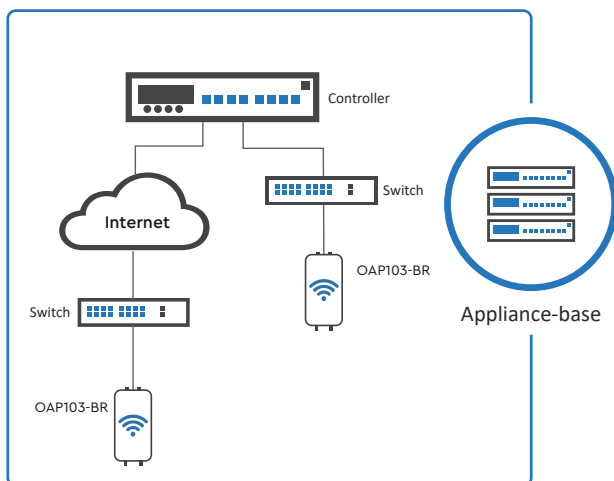 Controller
Switch
Internet
OAP103-BR
Switch
Appliance-base
OAP103-BR